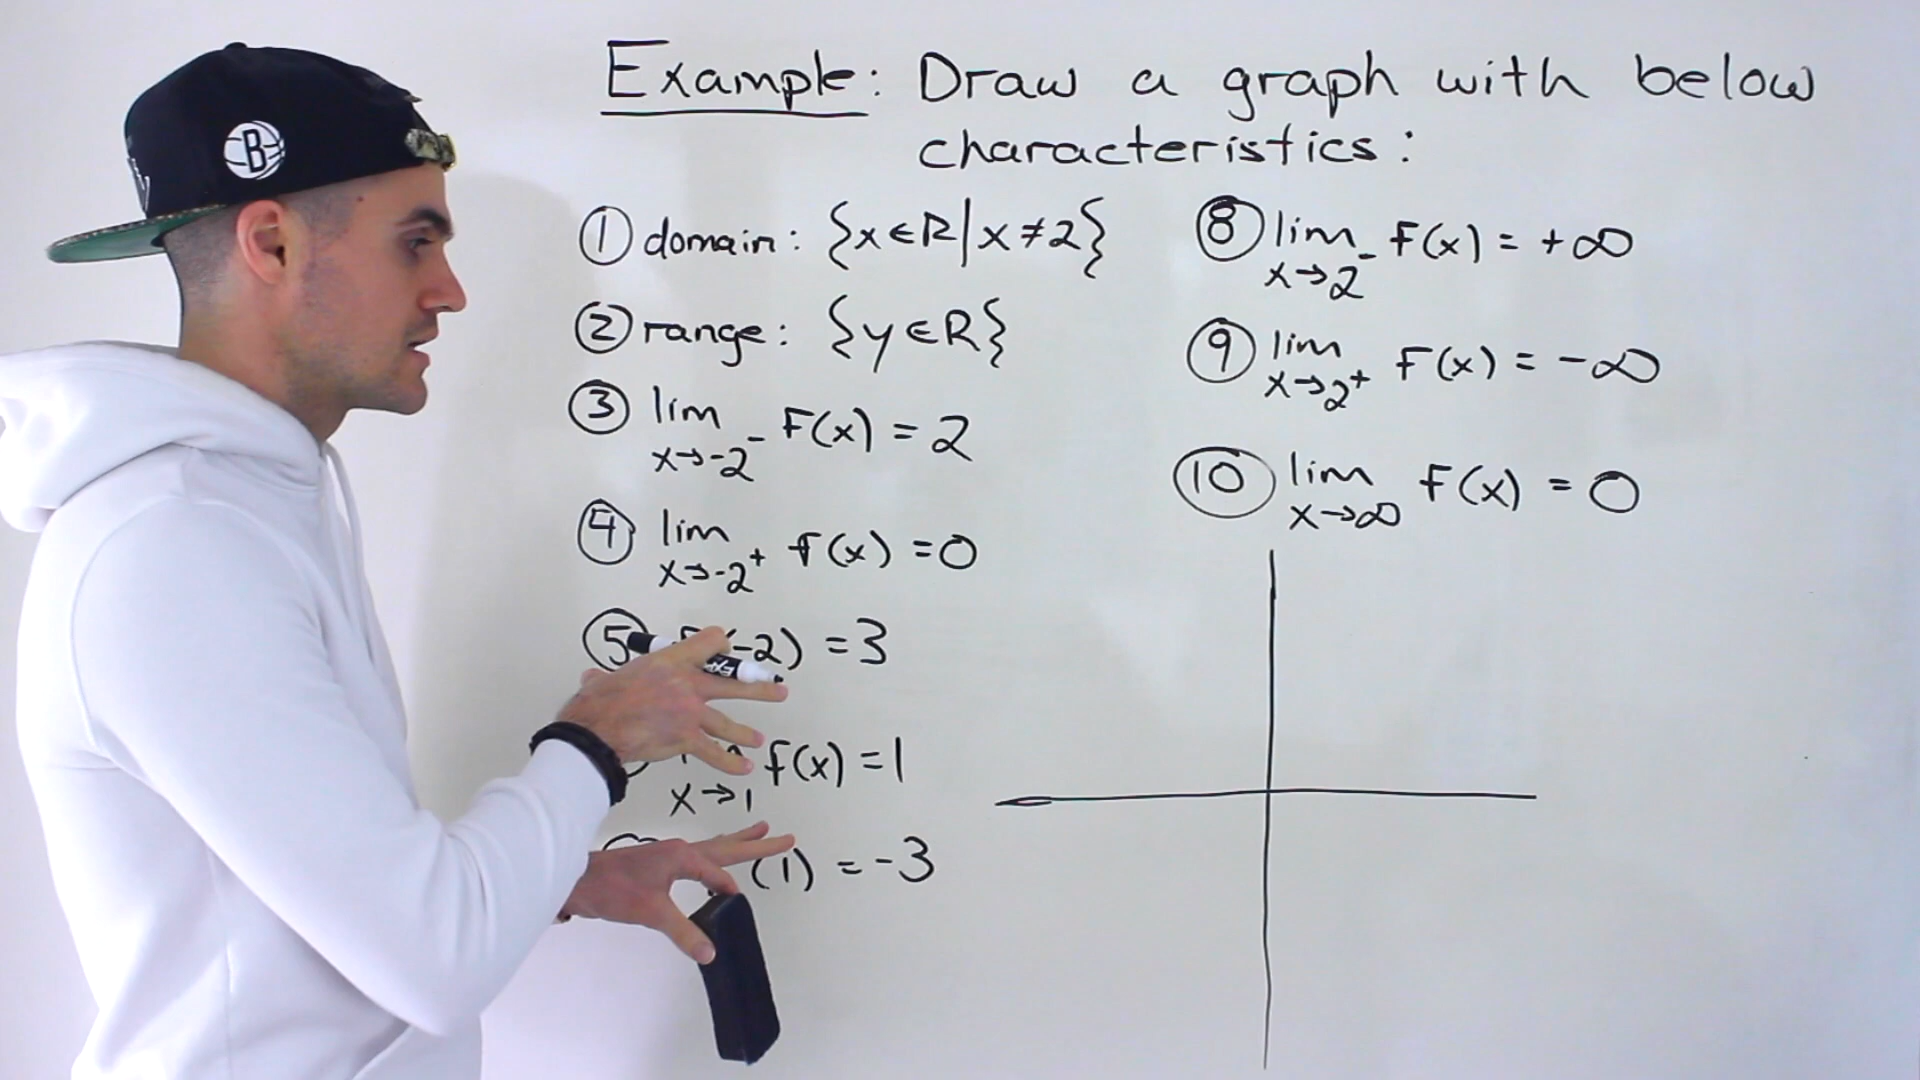 Example: Draw a graph with below
characteristics:
① domain: {x∈R|x≠2}
② range: {y∈R}
③ lim f(x) = 2
x→-2⁻
④ lim f(x) = 0
x→-2⁺
⑤ (-2) = 3
f(x) = 1
x→1
(1) = -3
⑧ lim f(x) = +∞
x→2⁻
⑨ lim f(x) = -∞
x→2⁺
⑩ lim f(x) = 0
x→∞
B